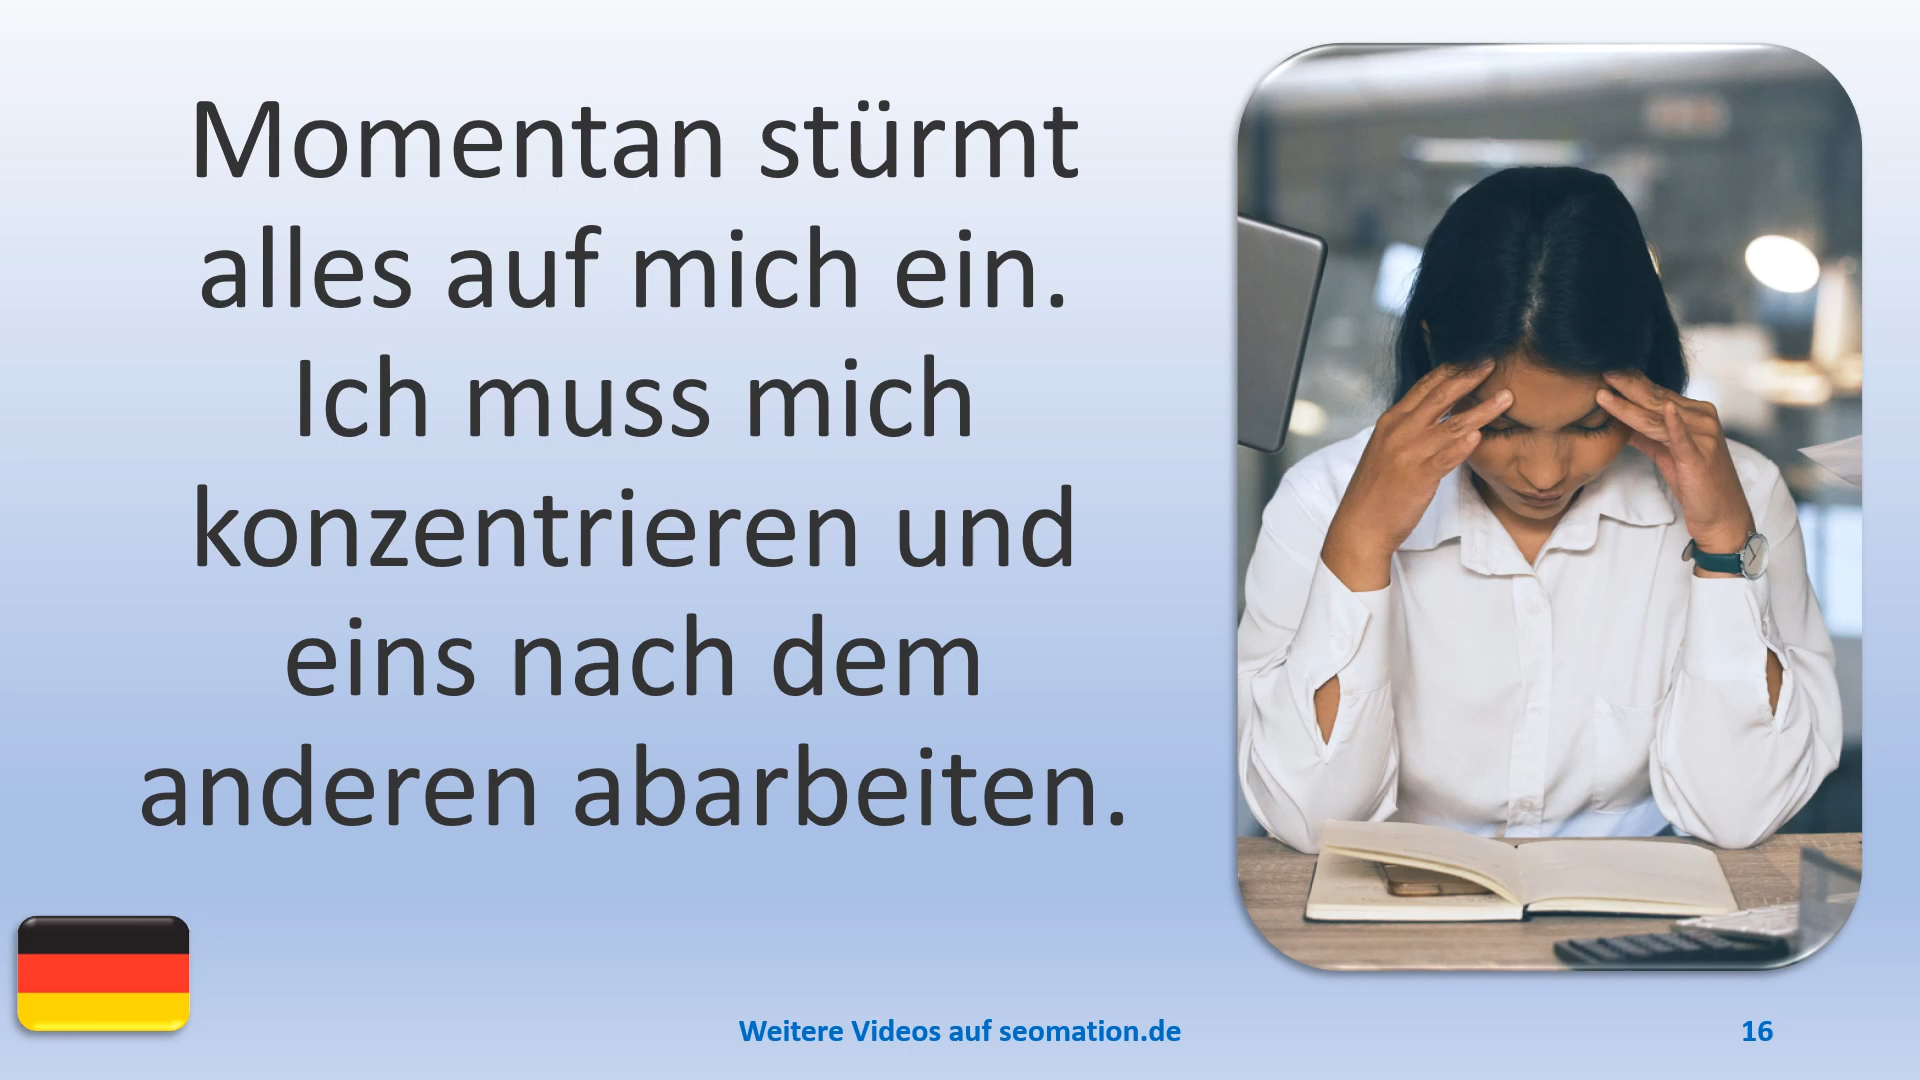 Momentan stürmt
alles auf mich ein.
Ich muss mich
konzentrieren und
eins nach dem
anderen abarbeiten.
Weitere Videos auf seomation.de
16